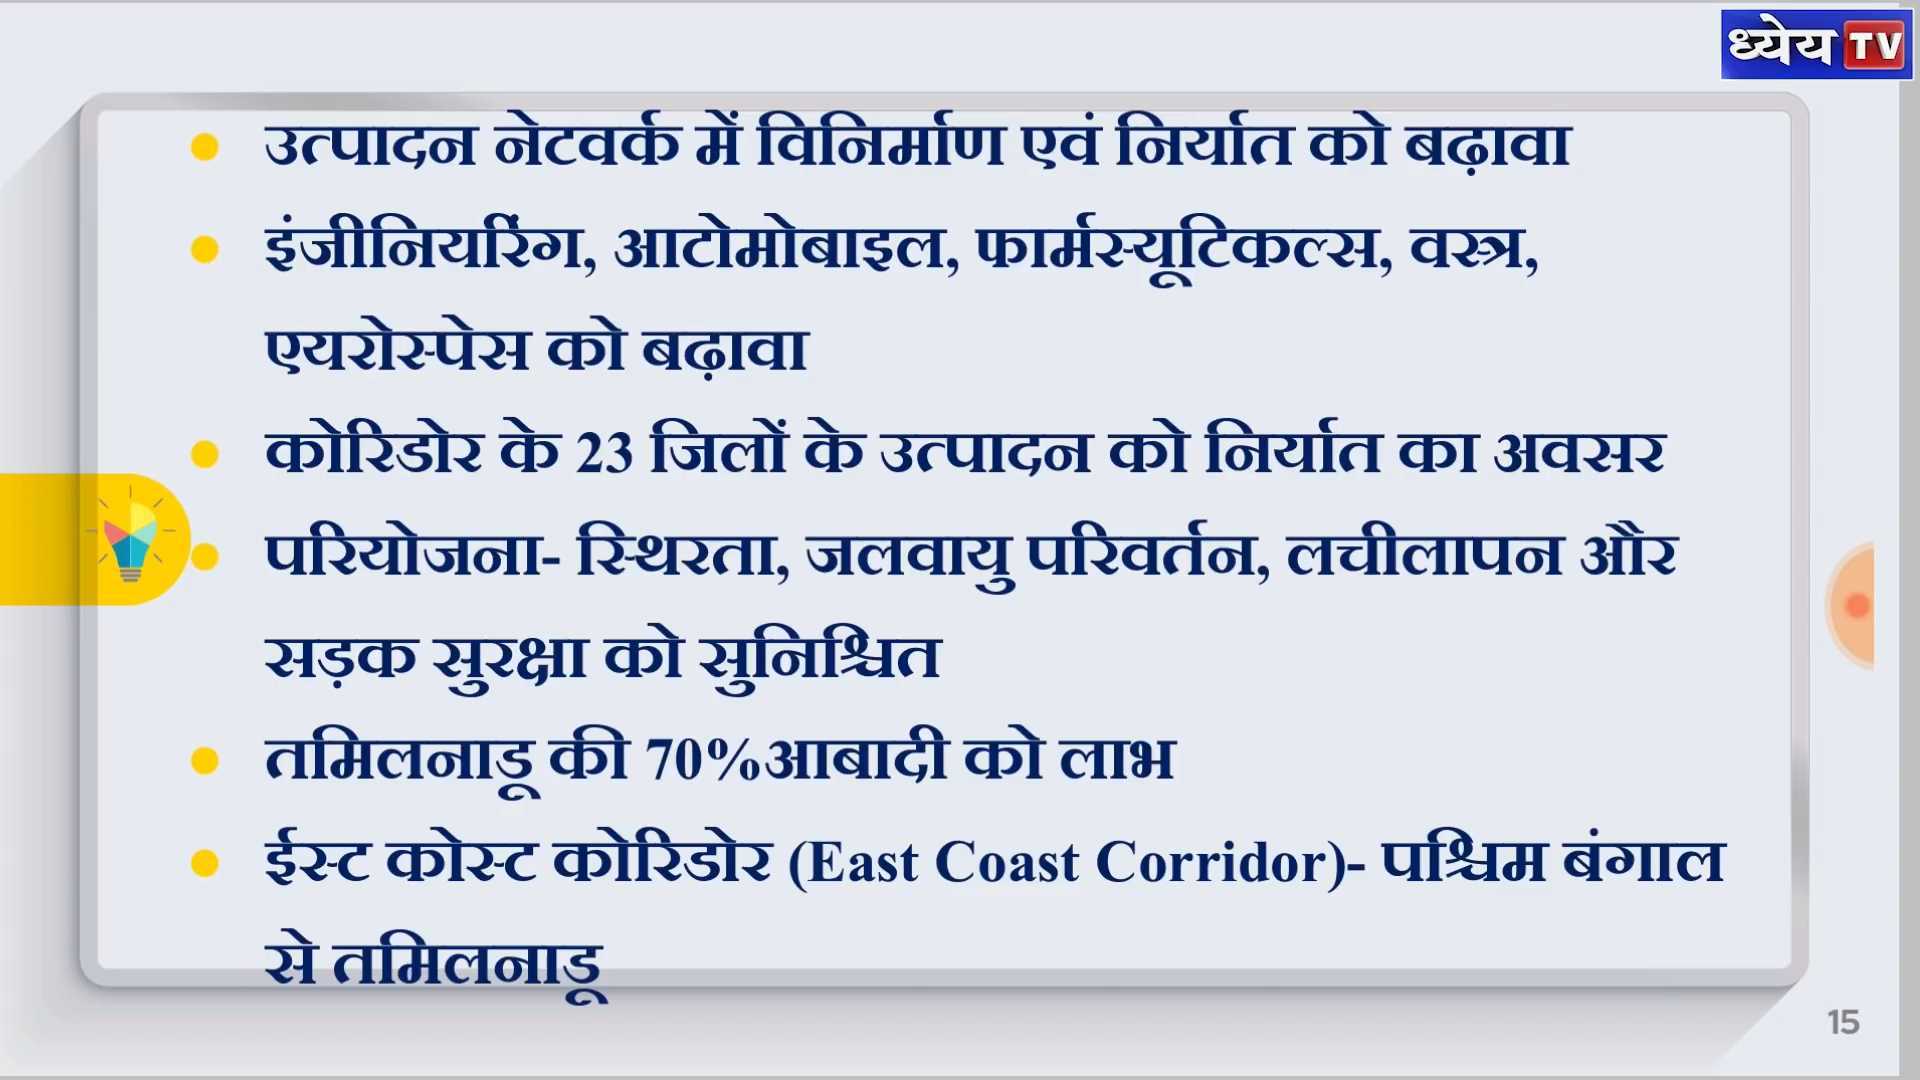 ध्येय TV
उत्पादन नेटवर्क में विनिर्माण एवं निर्यात को बढ़ावा
इंजीनियरिंग, आटोमोबाइल, फार्मस्यूटिकल्स, वस्त्र,
एयरोस्पेस को बढ़ावा
कोरिडोर के 23 जिलों के उत्पादन को निर्यात का अवसर
परियोजना- स्थिरता, जलवायु परिवर्तन, लचीलापन और
सड़क सुरक्षा को सुनिश्चित
तमिलनाडू की 70%आबादी को लाभ
ईस्ट कोस्ट कोरिडोर (East Coast Corridor)- पश्चिम बंगाल
से तमिलनाडू
15